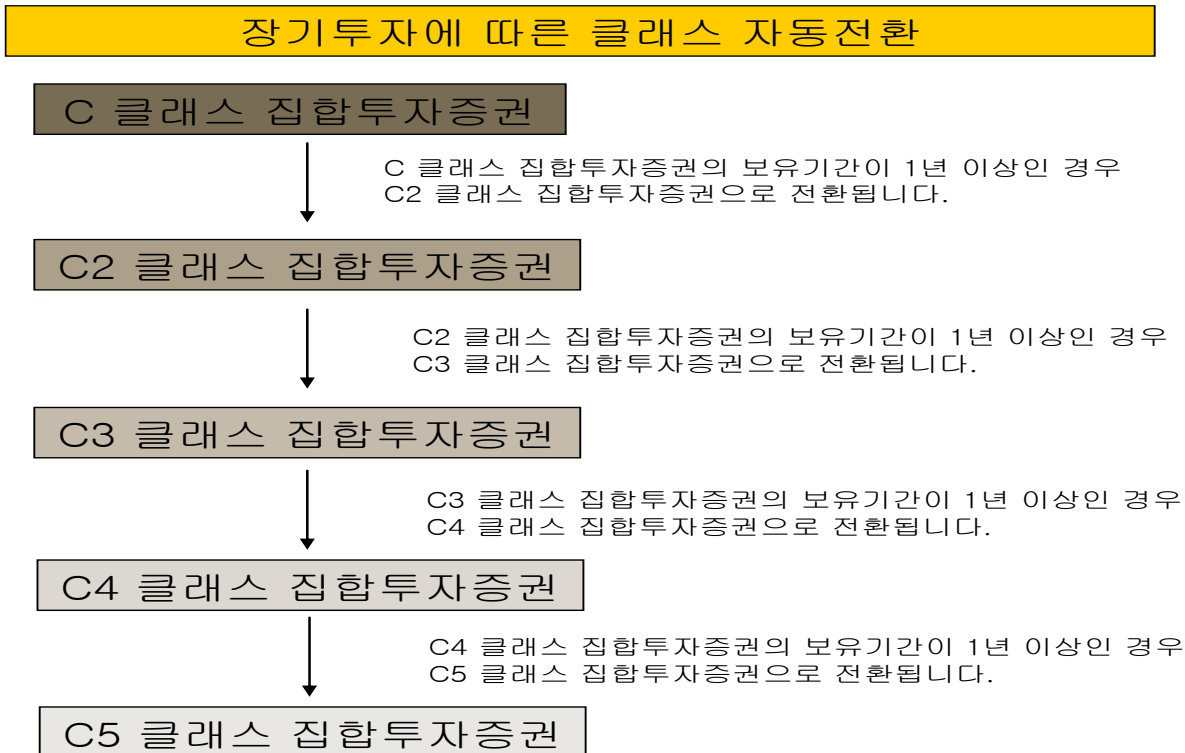 장기투자에 따른 클래스 자동전환
C 클래스 집합투자증권
C 클래스 집합투자증권의 보유기간이 1년 이상인 경우
C2 클래스 집합투자증권으로 전환됩니다.
C2 클래스 집합투자증권
C2 클래스 집합투자증권의 보유기간이 1년 이상인 경우
C3 클래스 집합투자증권으로 전환됩니다.
C3 클래스 집합투자증권
C3 클래스 집합투자증권의 보유기간이 1년 이상인 경우
C4 클래스 집합투자증권으로 전환됩니다.
C4 클래스 집합투자증권
C4 클래스 집합투자증권의 보유기간이 1년 이상인 경우
C5 클래스 집합투자증권으로 전환됩니다.
C5 클래스 집합투자증권